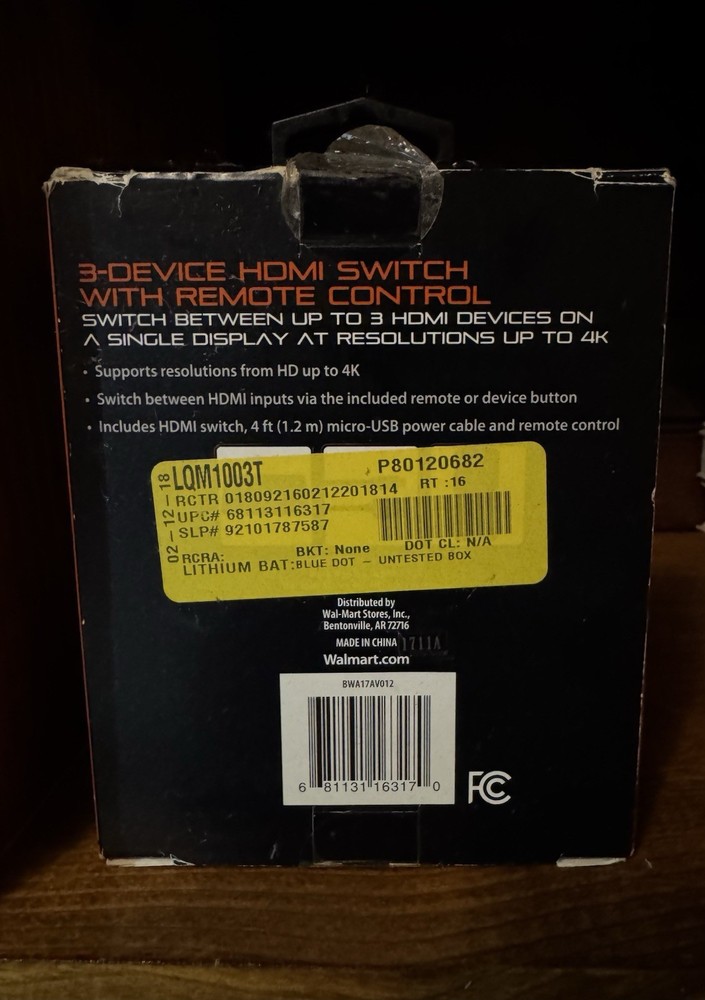 3-DEVICE HDMI SWITCH
WITH REMOTE CONTROL
SWITCH BETWEEN UP TO 3 HDMI DEVICES ON
A SINGLE DISPLAY AT RESOLUTIONS UP TO 4K
• Supports resolutions from HD up to 4K
• Switch between HDMI inputs via the included remote or device button
• Includes HDMI switch, 4 ft (1.2 m) micro-USB power cable and remote control
02-12-18
LQM1003T
P80120682
RCTR 018092160212201814
RT :16
UPC# 68113116317
SLP# 92101787587
RCRA:
BKT: None
DOT CL: N/A
LITHIUM BAT:BLUE DOT - UNTESTED BOX
Distributed by
Wal-Mart Stores, Inc.,
Bentonville, AR 72716
MADE IN CHINA
1711A
Walmart.com
BWA17AV012
6 81131 16317 0
FC